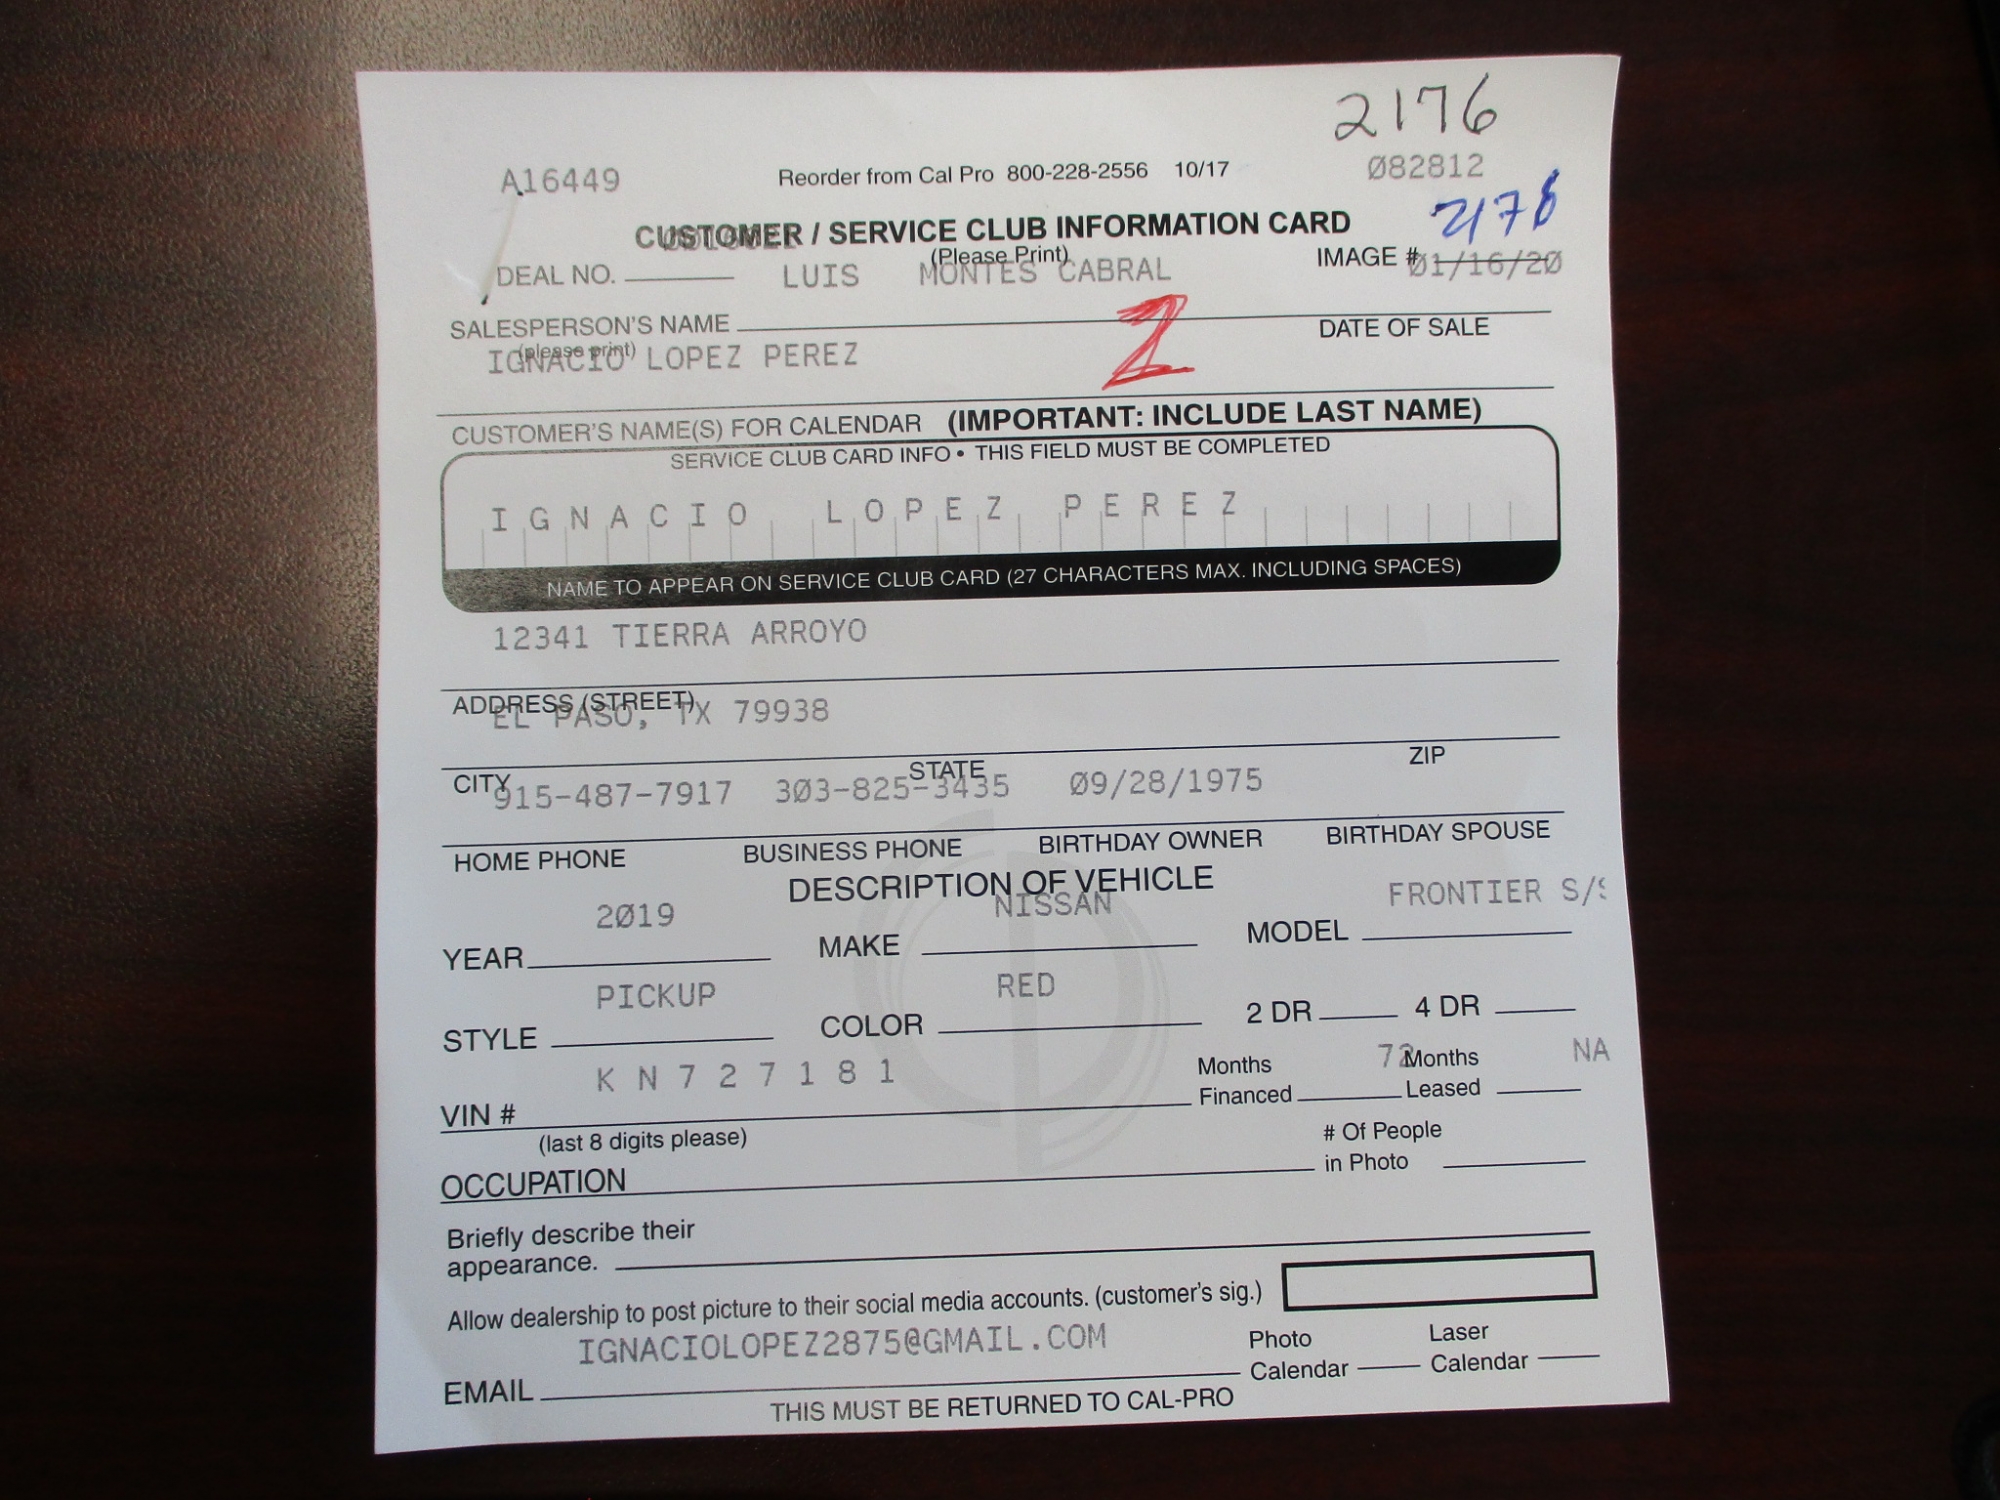 2176
A16449 Reorder from Cal Pro 800-228-2556 10/17 Ø82812
CUSTOMER / SERVICE CLUB INFORMATION CARD 2178
(Please Print)
DEAL NO. LUIS MONTES CABRAL IMAGE # Ø1/16/2Ø
SALESPERSON'S NAME DATE OF SALE
(please print)
IGNACIO LOPEZ PEREZ 2
CUSTOMER'S NAME(S) FOR CALENDAR (IMPORTANT: INCLUDE LAST NAME)
SERVICE CLUB CARD INFO • THIS FIELD MUST BE COMPLETED
IGNACIO LOPEZ PEREZ
NAME TO APPEAR ON SERVICE CLUB CARD (27 CHARACTERS MAX. INCLUDING SPACES)
12341 TIERRA ARROYO
ADDRESS (STREET)
EL PASO, TX 79938
CITY STATE ZIP
915-487-7917 3Ø3-825-3435 Ø9/28/1975
HOME PHONE BUSINESS PHONE BIRTHDAY OWNER BIRTHDAY SPOUSE
DESCRIPTION OF VEHICLE
2Ø19 NISSAN FRONTIER S/
YEAR MAKE MODEL
PICKUP RED
STYLE COLOR 2 DR 4 DR
K N 7 2 7 1 8 1 Months 72 Months NA
VIN # Financed Leased
(last 8 digits please) # Of People
OCCUPATION in Photo
Briefly describe their
appearance.
Allow dealership to post picture to their social media accounts. (customer's sig.)
IGNACIOLOPEZ2875@GMAIL.COM Photo Laser
EMAIL Calendar Calendar
THIS MUST BE RETURNED TO CAL-PRO